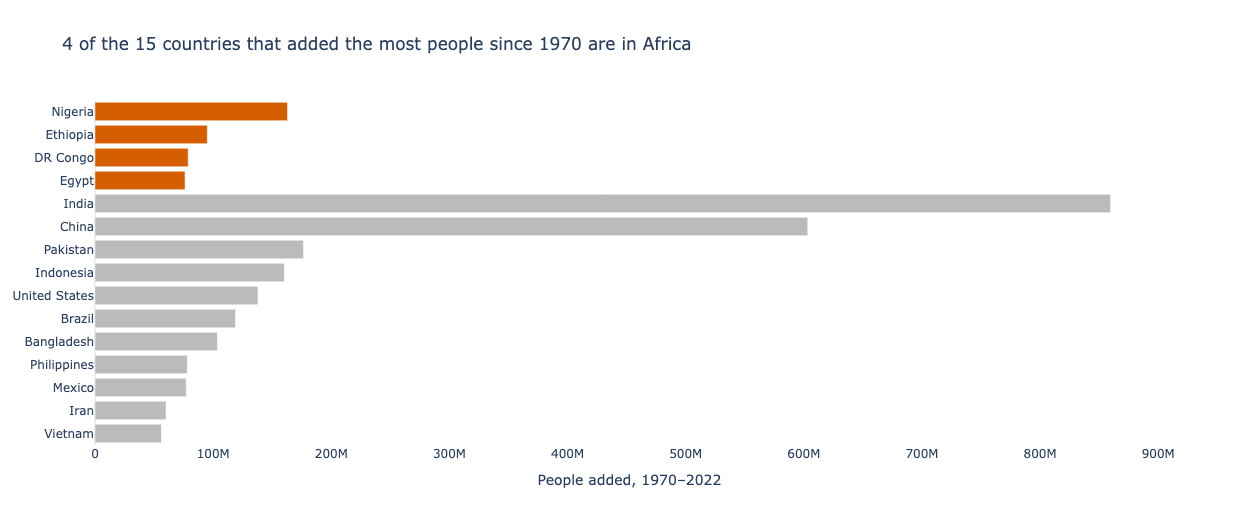 4 of the 15 countries that added the most people since 1970 are in Africa
Nigeria
Ethiopia
DR Congo
Egypt
India
China
Pakistan
Indonesia
United States
Brazil
Bangladesh
Philippines
Mexico
Iran
Vietnam
0 100M 200M 300M 400M 500M 600M 700M 800M 900M
People added, 1970–2022